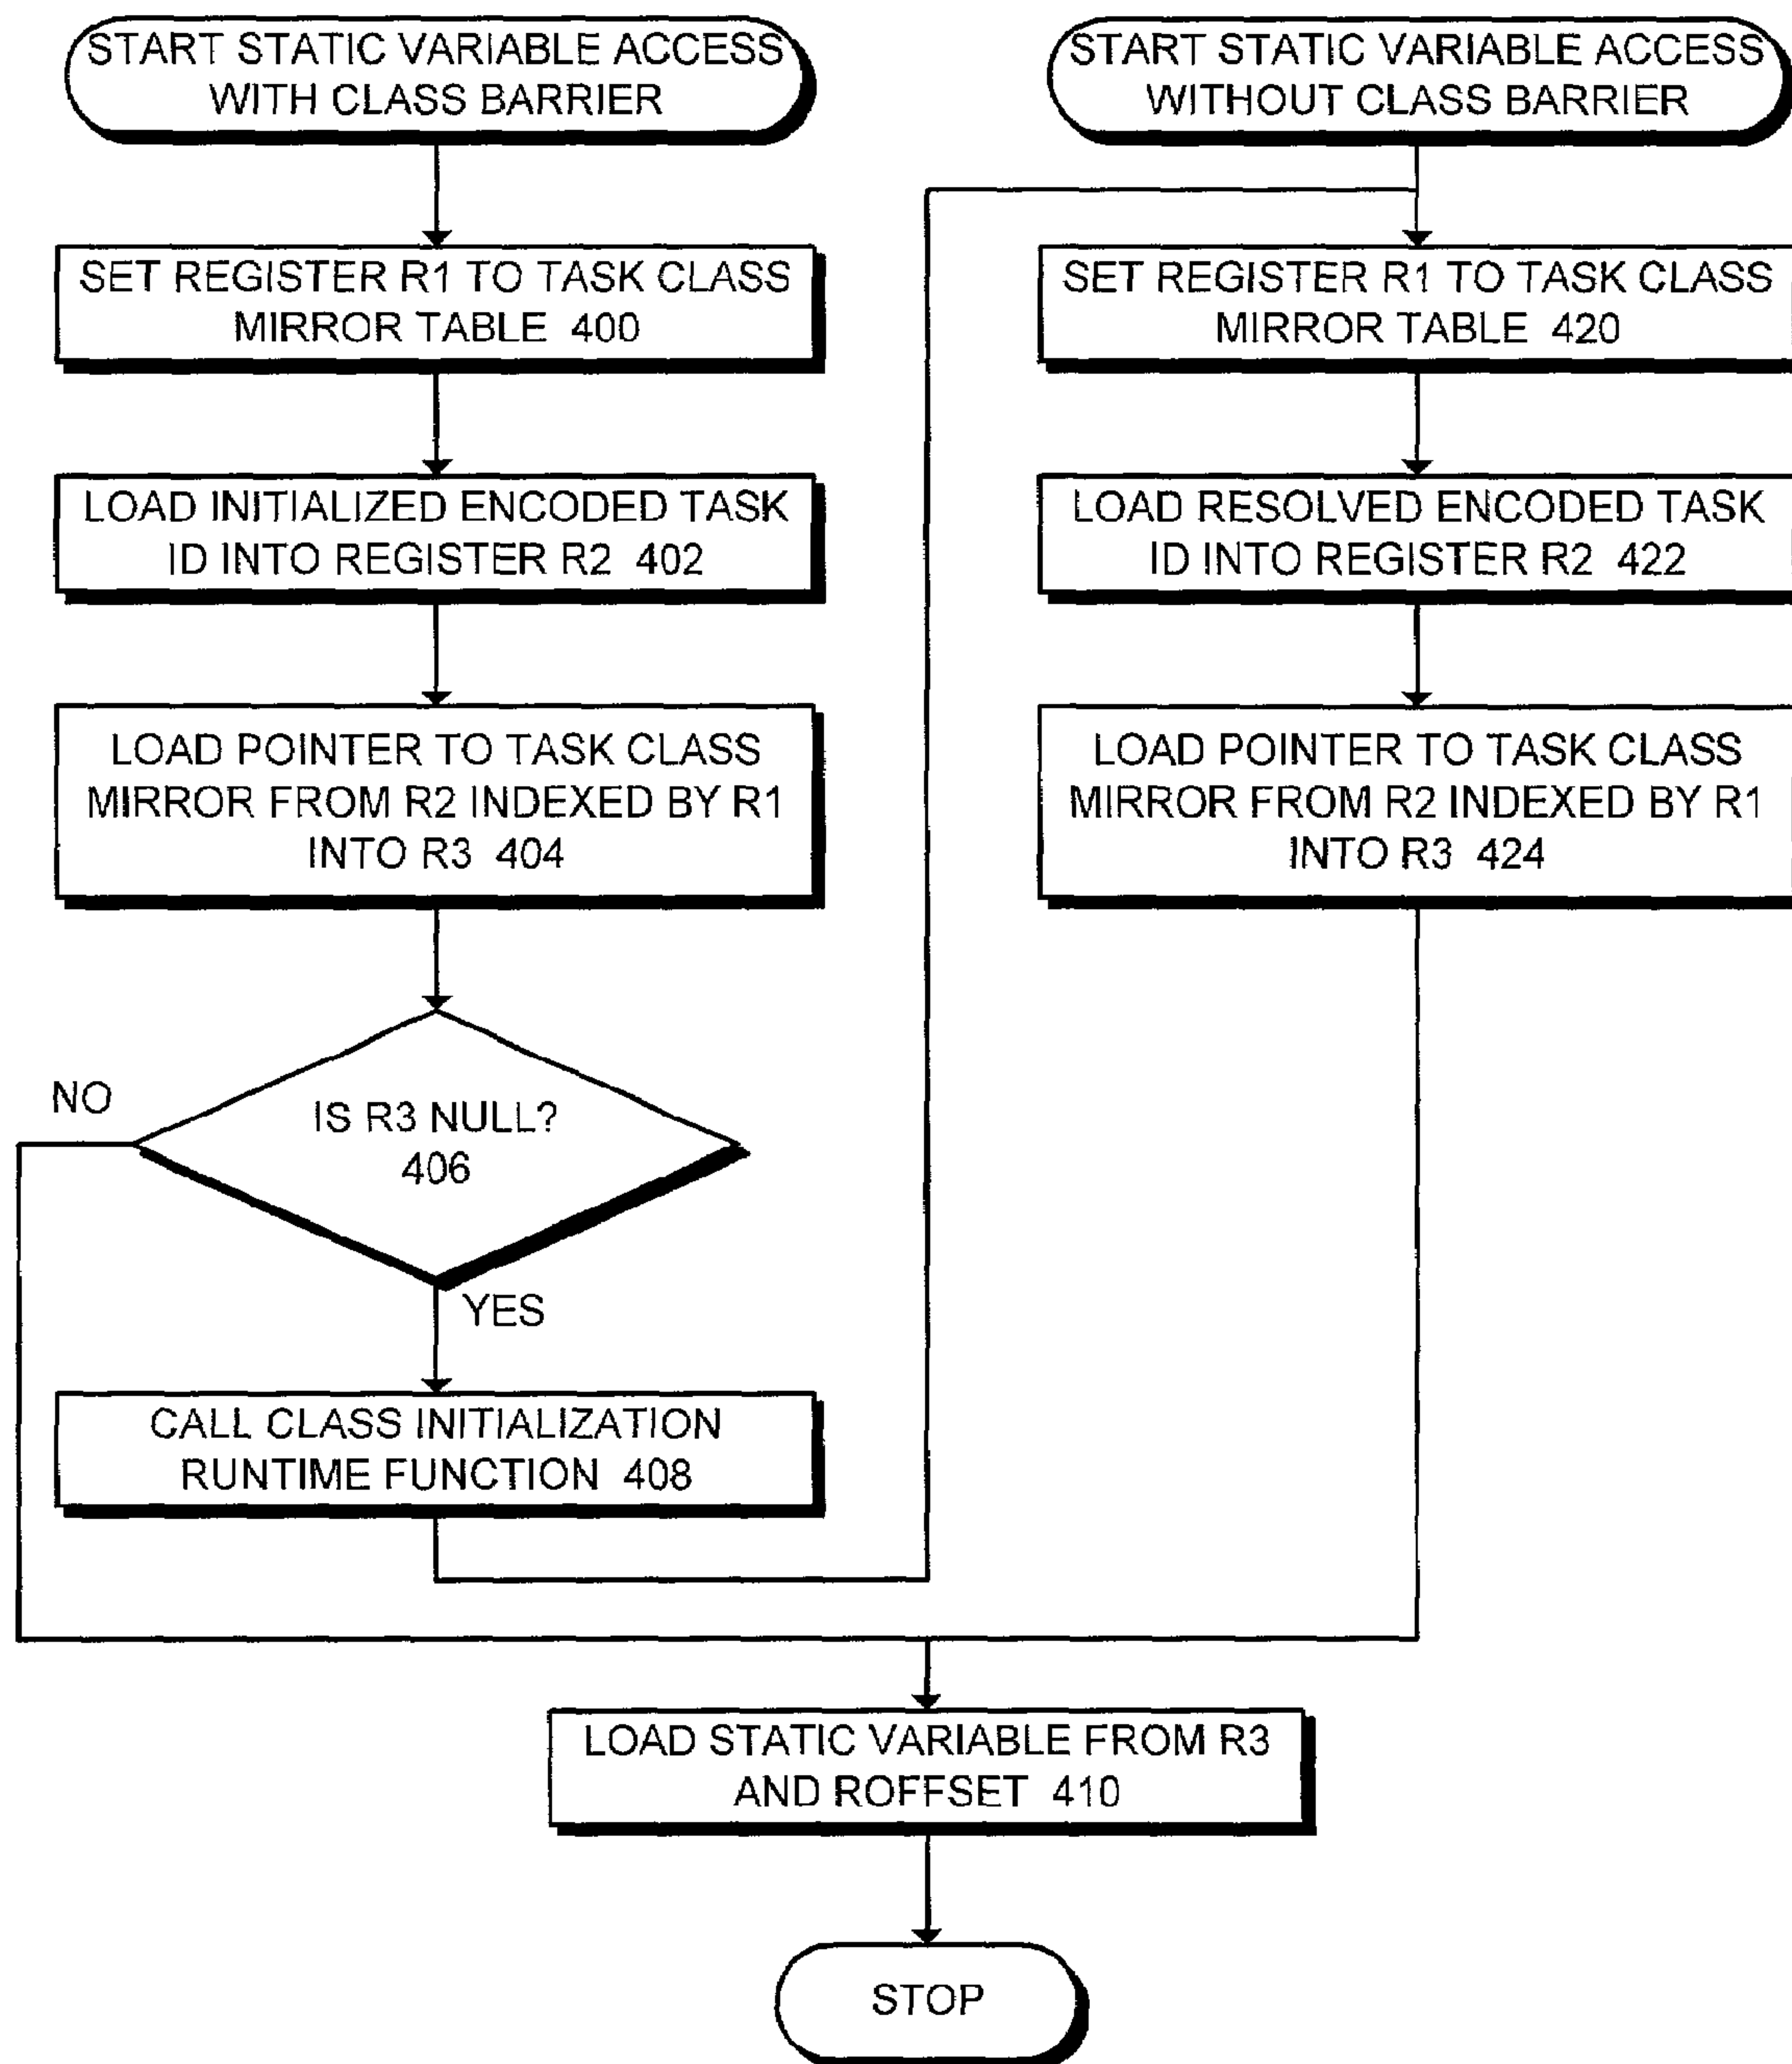 START STATIC VARIABLE ACCESS
WITH CLASS BARRIER
SET REGISTER R1 TO TASK CLASS
MIRROR TABLE 400
LOAD INITIALIZED ENCODED TASK
ID INTO REGISTER R2 402
LOAD POINTER TO TASK CLASS
MIRROR FROM R2 INDEXED BY R1
INTO R3 404
NO
IS R3 NULL?
406
YES
CALL CLASS INITIALIZATION
RUNTIME FUNCTION 408
START STATIC VARIABLE ACCESS
WITHOUT CLASS BARRIER
SET REGISTER R1 TO TASK CLASS
MIRROR TABLE 420
LOAD RESOLVED ENCODED TASK
ID INTO REGISTER R2 422
LOAD POINTER TO TASK CLASS
MIRROR FROM R2 INDEXED BY R1
INTO R3 424
LOAD STATIC VARIABLE FROM R3
AND ROFFSET 410
STOP